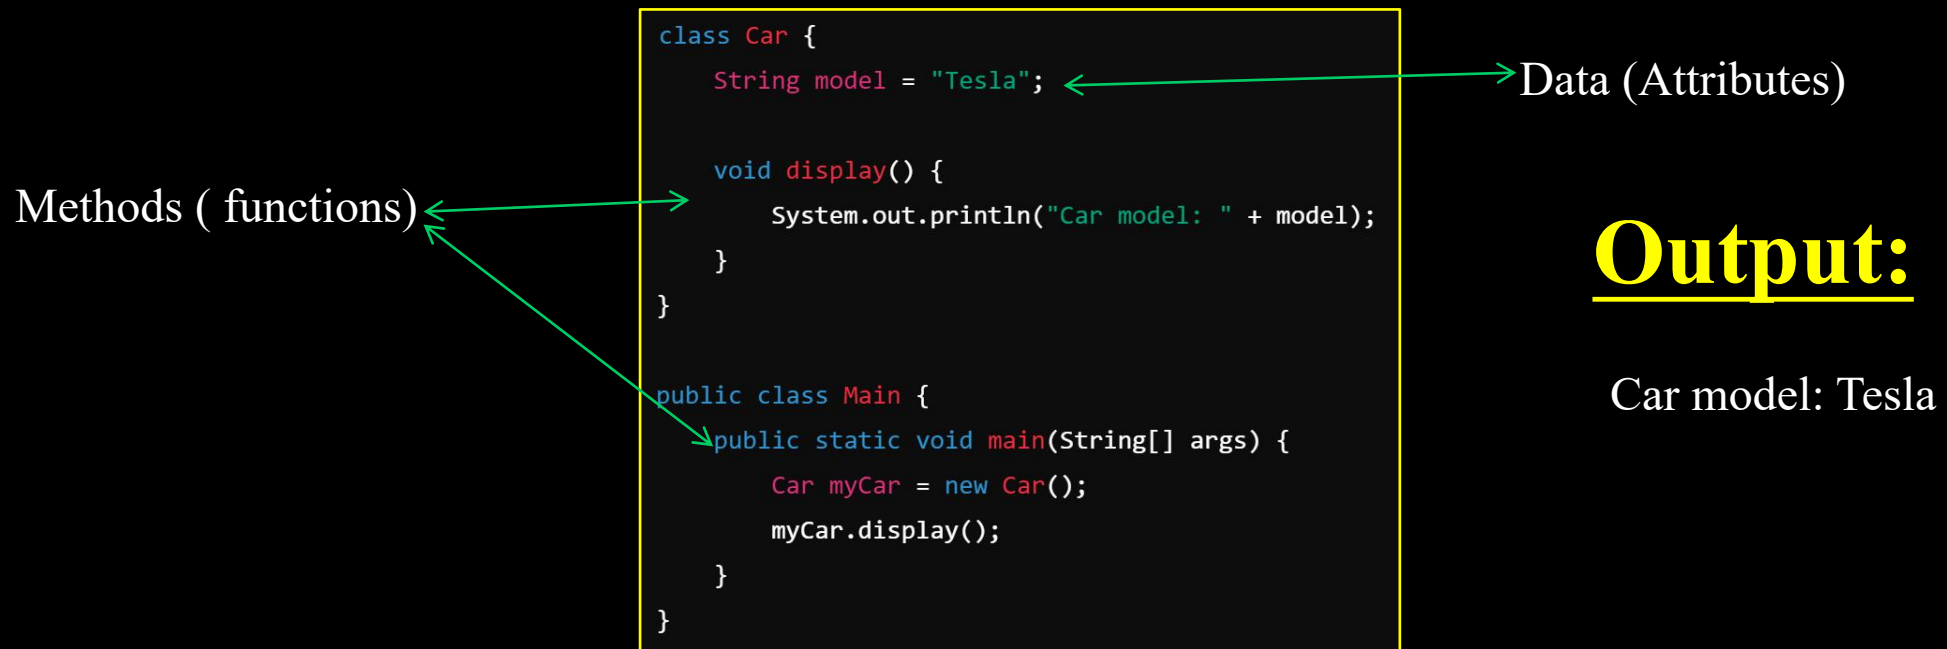 class Car {
    String model = "Tesla";
Data (Attributes)
    void display() {
Methods ( functions)
        System.out.println("Car model: " + model);
    }
}
Output:
public class Main {
Car model: Tesla
    public static void main(String[] args) {
        Car myCar = new Car();
        myCar.display();
    }
}